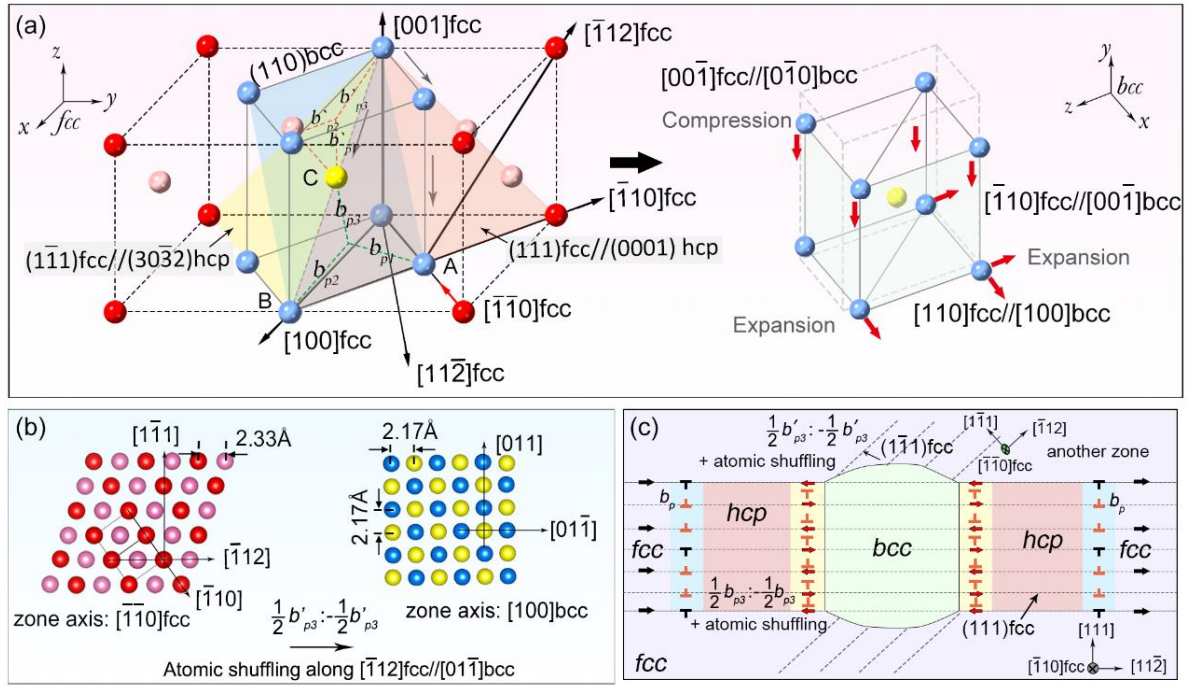 (a)
[001]fcc
[1̅12]fcc
(110)bcc
z
y
x
fcc
b'p3
b'p2
b'p1
C
bp3
bp1
bp2
A
B
[1̅10]fcc
(11̅1)fcc//(303̅2)hcp
(111)fcc//(0001) hcp
[1̅1̅0]fcc
[100]fcc
[112̅]fcc
[001̅]fcc//[01̅0]bcc
Compression
y
bcc
z
x
[1̅10]fcc//[001̅]bcc
Expansion
Expansion
[110]fcc//[100]bcc
(b)
[11̅1]
2.33Å
[1̅12]
[1̅10]
zone axis: [1̅1̅0]fcc
2.17Å
[011]
2.17Å
[011̅]
zone axis: [100]bcc
1/2 b'p3:-1/2 b'p3
Atomic shuffling along [1̅12]fcc//[011̅]bcc
(c)
1/2 b'p3:-1/2 b'p3
+ atomic shuffling
(11̅1)fcc
[11̅1]
[1̅12]
[1̅1̅0]fcc
another zone
bp
hcp
fcc
bcc
hcp
bp
fcc
1/2 bp3:-1/2 bp3
+ atomic shuffling
(111)fcc
[111]
fcc
[1̅10]fcc
[112̅]